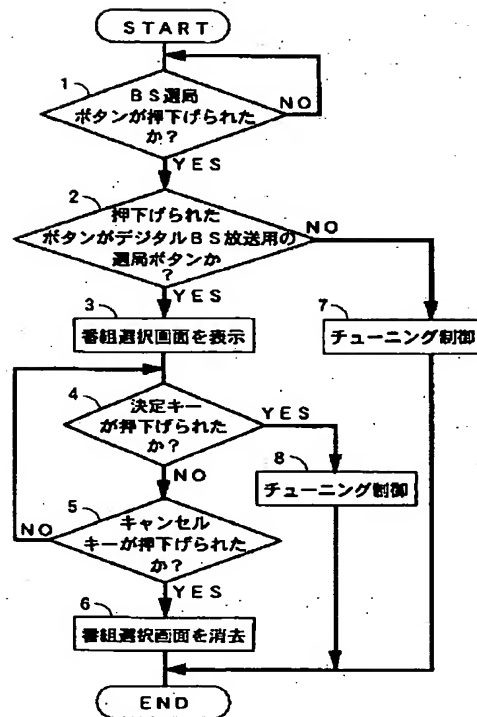 START
1
BS選局
ボタンが押下げられた
か?
NO
YES
2
押下げられた
ボタンがデジタルBS放送用の
選局ボタンか
?
NO
YES
3
番組選択画面を表示
7
チューニング制御
4
決定キー
が押下げられた
か?
YES
NO
8
チューニング制御
5
キャンセル
キーが押下げられた
か?
NO
YES
6
番組選択画面を消去
END